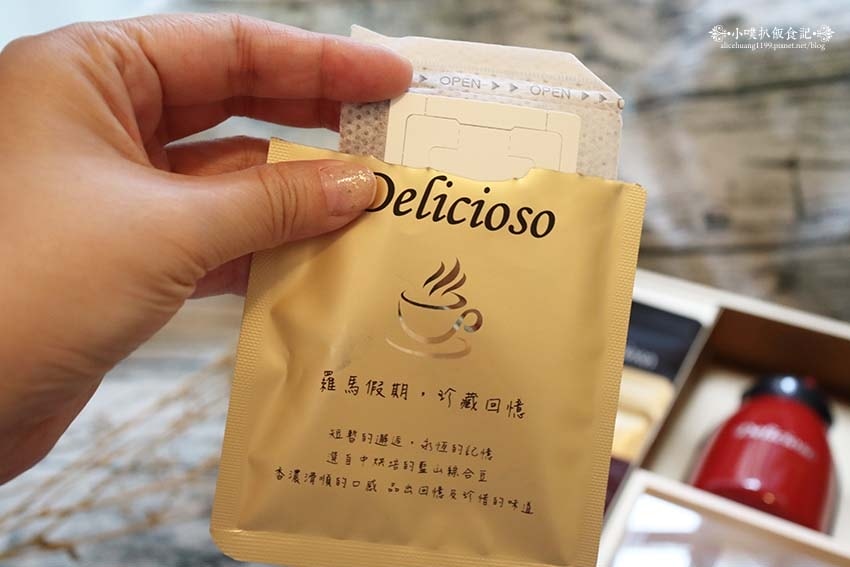 小噗扒飯食記
alicehuang1199.pixnet.net/blog
OPEN OPEN
Delicioso
羅馬假期，珍藏回憶
短暫的邂逅，永恆的記憶
選自中烘培的藍山綜合豆
香濃滑順的口感 品出回憶及珍惜的味道
Delicioso